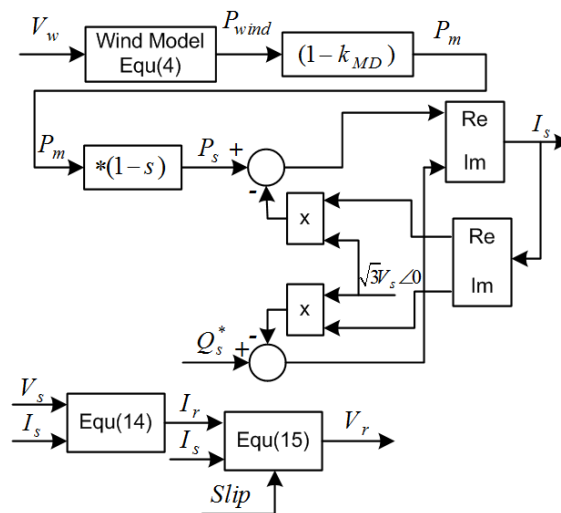 V_w
Wind Model
Equ(4)
P_wind
(1-k_MD)
P_m
P_m
*(1-s)
P_s
+
-
Re
Im
I_s
x
Re
Im
√3V_s∠0
x
Q_s^*
+
-
V_s
I_s
Equ(14)
I_r
I_s
Equ(15)
V_r
Slip